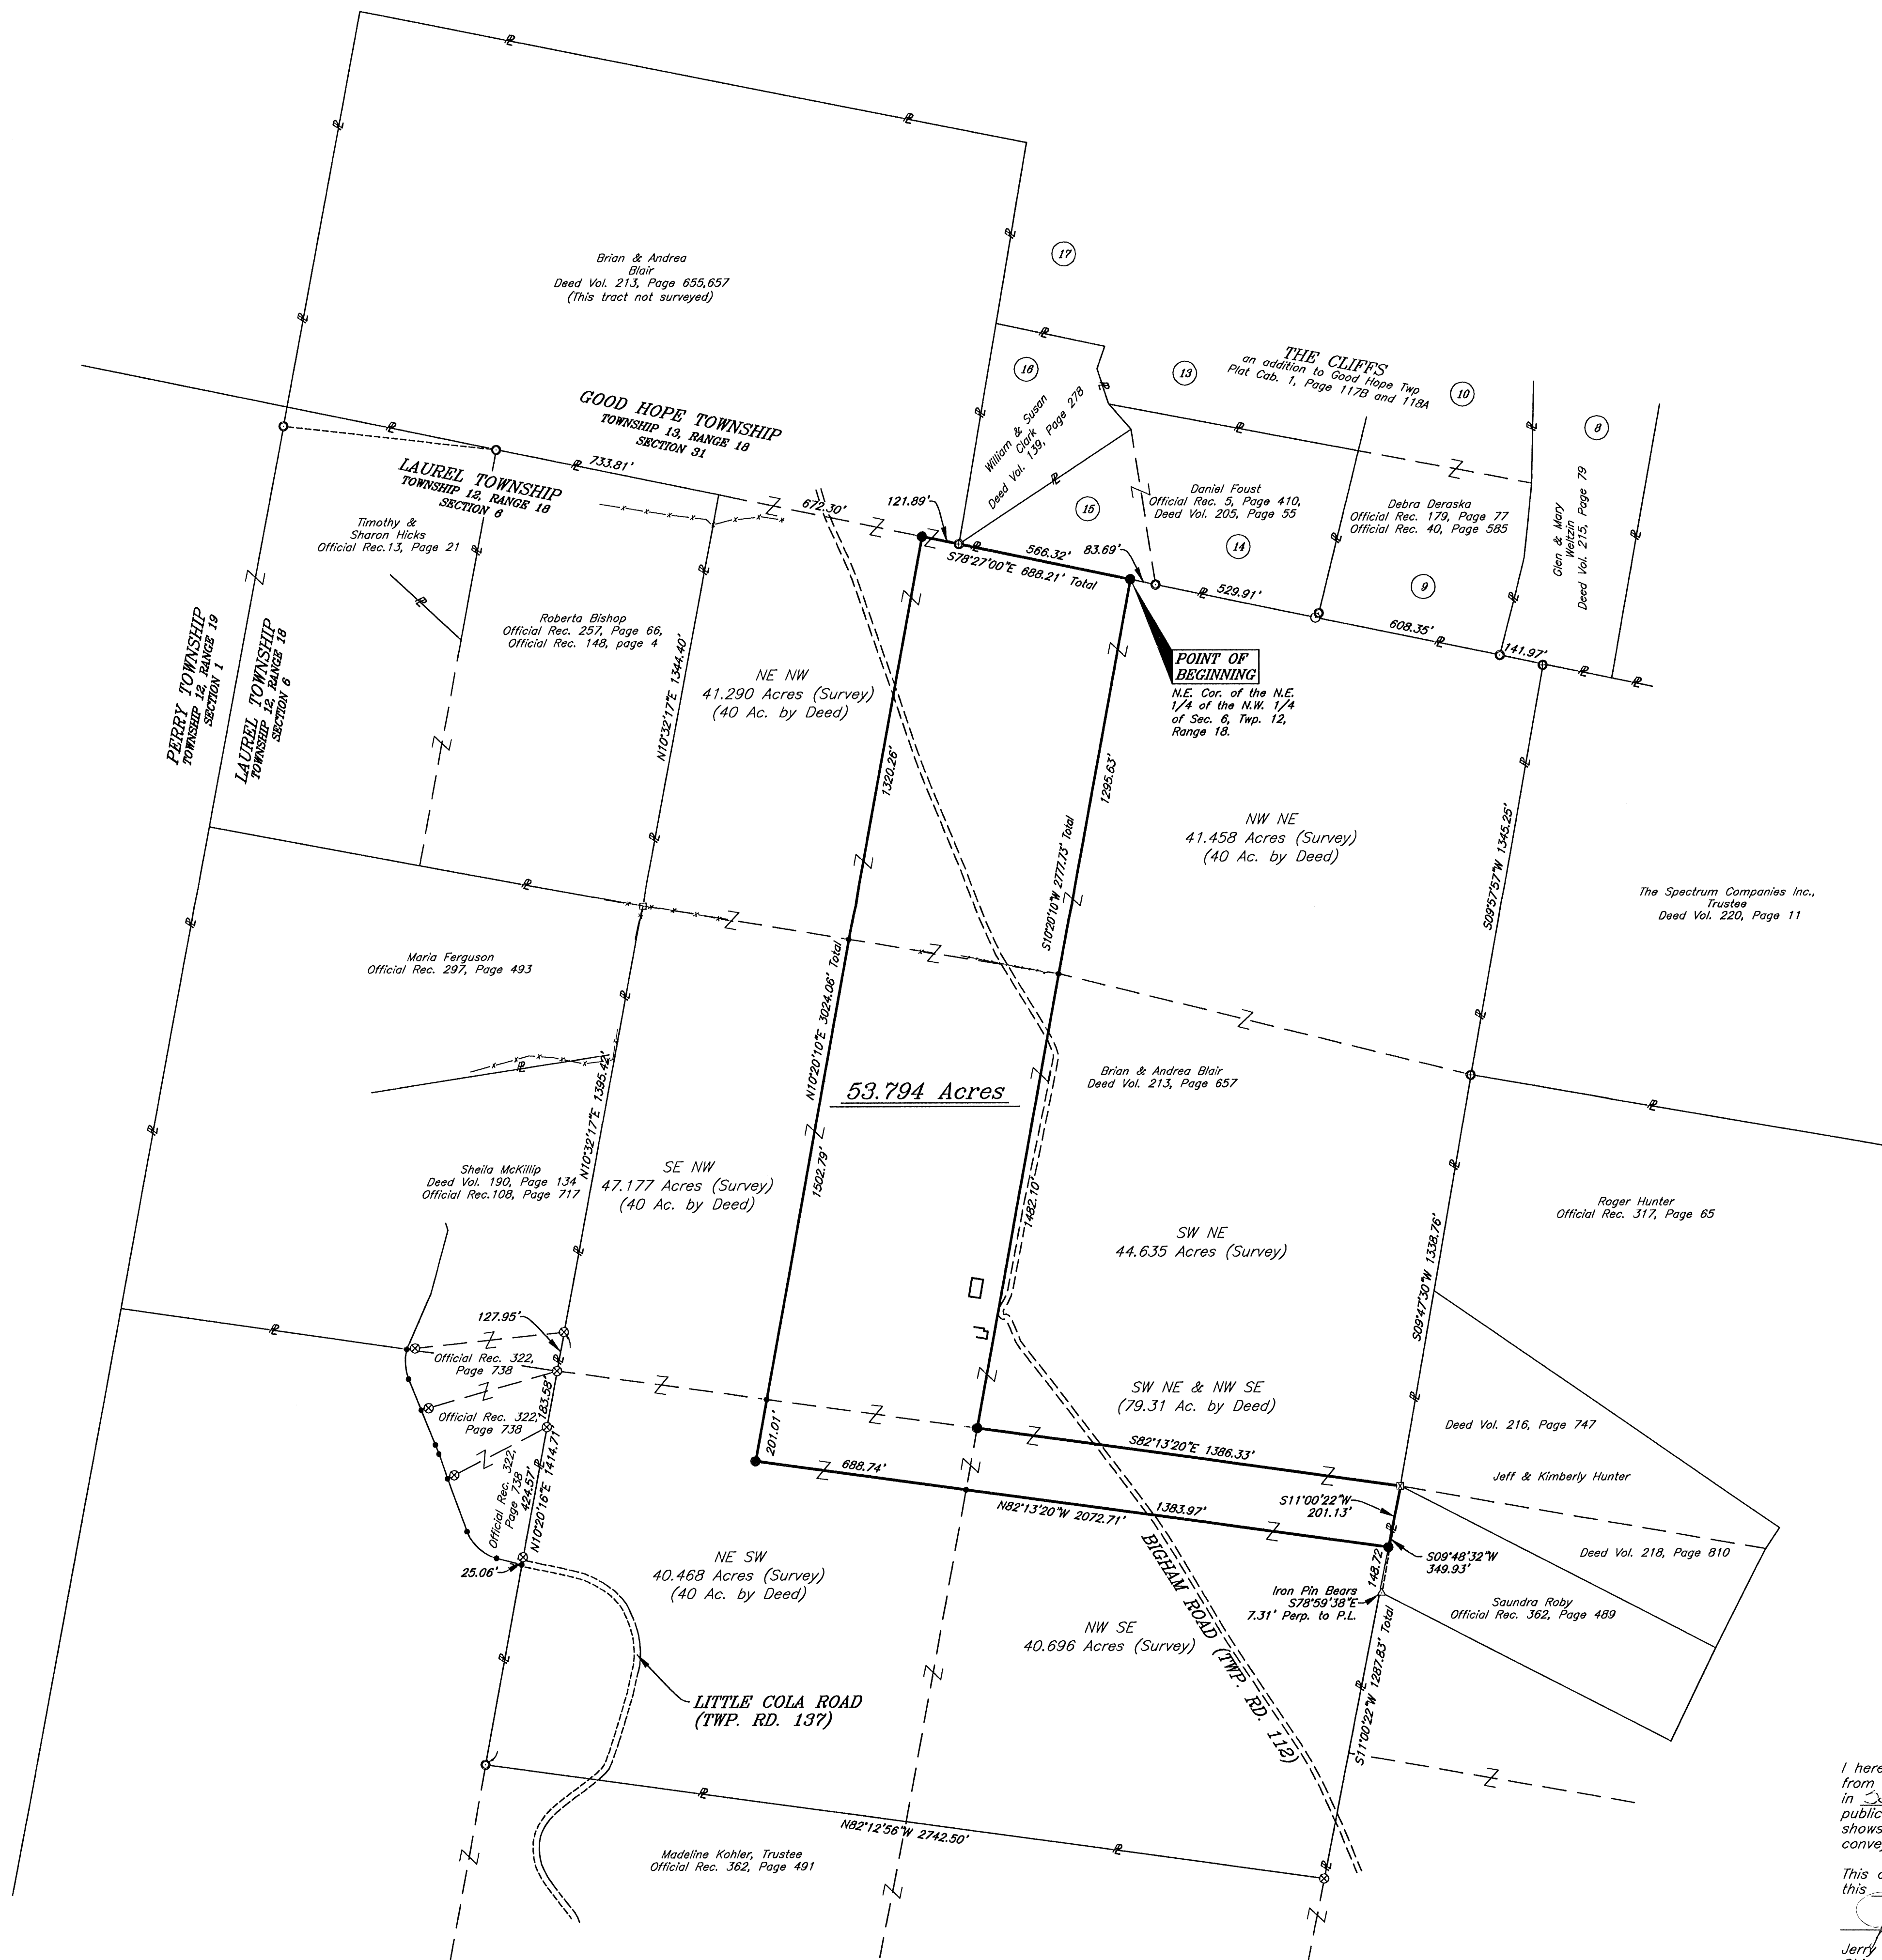 Brian & Andrea
Blair
Deed Vol. 213, Page 655,657
(This tract not surveyed)
17
THE CLIFFS
an addition to Good Hope Twp
Plat Cab. 1, Page 117B and 118A
16
13
10
8
William & Susan
Clark
Deed Vol. 139, Page 278
GOOD HOPE TOWNSHIP
TOWNSHIP 13, RANGE 18
SECTION 31
733.81'
LAUREL TOWNSHIP
TOWNSHIP 12, RANGE 18
SECTION 6
Timothy &
Sharon Hicks
Official Rec.13, Page 21
672.30'
121.89'
15
Daniel Foust
Official Rec. 5, Page 410,
Deed Vol. 205, Page 55
14
Debra Deraska
Official Rec. 179, Page 77
Official Rec. 40, Page 585
9
Glen & Mary
Weltzin
Deed Vol. 215, Page 79
566.32'
83.69'
S78°27'00"E 688.21' Total
529.91'
608.35'
141.97'
PERRY TOWNSHIP
TOWNSHIP 12, RANGE 19
SECTION 1
LAUREL TOWNSHIP
TOWNSHIP 12, RANGE 18
SECTION 6
Roberta Bishop
Official Rec. 257, Page 66,
Official Rec. 148, page 4
N10°32'17"E 1344.40'
NE NW
41.290 Acres (Survey)
(40 Ac. by Deed)
1320.26'
POINT OF
BEGINNING
N.E. Cor. of the N.E.
1/4 of the N.W. 1/4
of Sec. 6, Twp. 12,
Range 18.
1295.63'
S10°20'10"W 2777.73' Total
NW NE
41.458 Acres (Survey)
(40 Ac. by Deed)
S09°57'57"W 1345.25'
The Spectrum Companies Inc.,
Trustee
Deed Vol. 220, Page 11
Maria Ferguson
Official Rec. 297, Page 493
N10°20'10"E 3024.06' Total
N10°32'17"E 1395.42'
53.794 Acres
Brian & Andrea Blair
Deed Vol. 213, Page 657
Sheila McKillip
Deed Vol. 190, Page 134
Official Rec.108, Page 717
SE NW
47.177 Acres (Survey)
(40 Ac. by Deed)
1502.79'
1482.10'
SW NE
44.635 Acres (Survey)
S09°47'30"W 1338.76'
Roger Hunter
Official Rec. 317, Page 65
127.95'
Official Rec. 322,
Page 738
183.58'
Official Rec. 322,
Page 738
Official Rec. 322,
Page 738
424.57'
N10°20'16"E 1414.71'
25.06'
SW NE & NW SE
(79.31 Ac. by Deed)
201.01'
688.74'
S82°13'20"E 1386.33'
N82°13'20"W 2072.71'
1383.97'
Deed Vol. 216, Page 747
Jeff & Kimberly Hunter
Deed Vol. 218, Page 810
S11°00'22"W
201.13'
S09°48'32"W
349.93'
148.72
Iron Pin Bears
S78°59'38"E
7.31' Perp. to P.L.
Saundra Roby
Official Rec. 362, Page 489
NE SW
40.468 Acres (Survey)
(40 Ac. by Deed)
NW SE
40.696 Acres (Survey)
BIGHAM ROAD (TWP. RD. 112)
S11°00'22"W 1287.83' Total
LITTLE COLA ROAD
(TWP. RD. 137)
N82°12'56"W 2742.50'
Madeline Kohler, Trustee
Official Rec. 362, Page 491
I here
from
in
public
shows
conve
This
this
Jerry